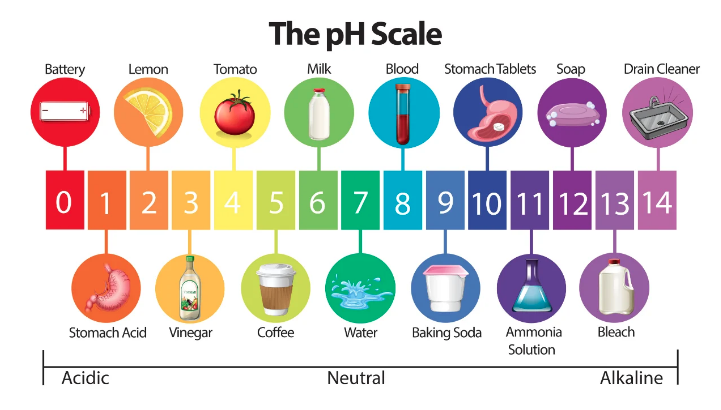 The pH Scale
Battery Lemon Tomato Milk Blood Stomach Tablets Soap Drain Cleaner
- +
0 1 2 3 4 5 6 7 8 9 10 11 12 13 14
Stomach Acid Vinegar Coffee Water Baking Soda Ammonia Solution Bleach
Acidic Neutral Alkaline